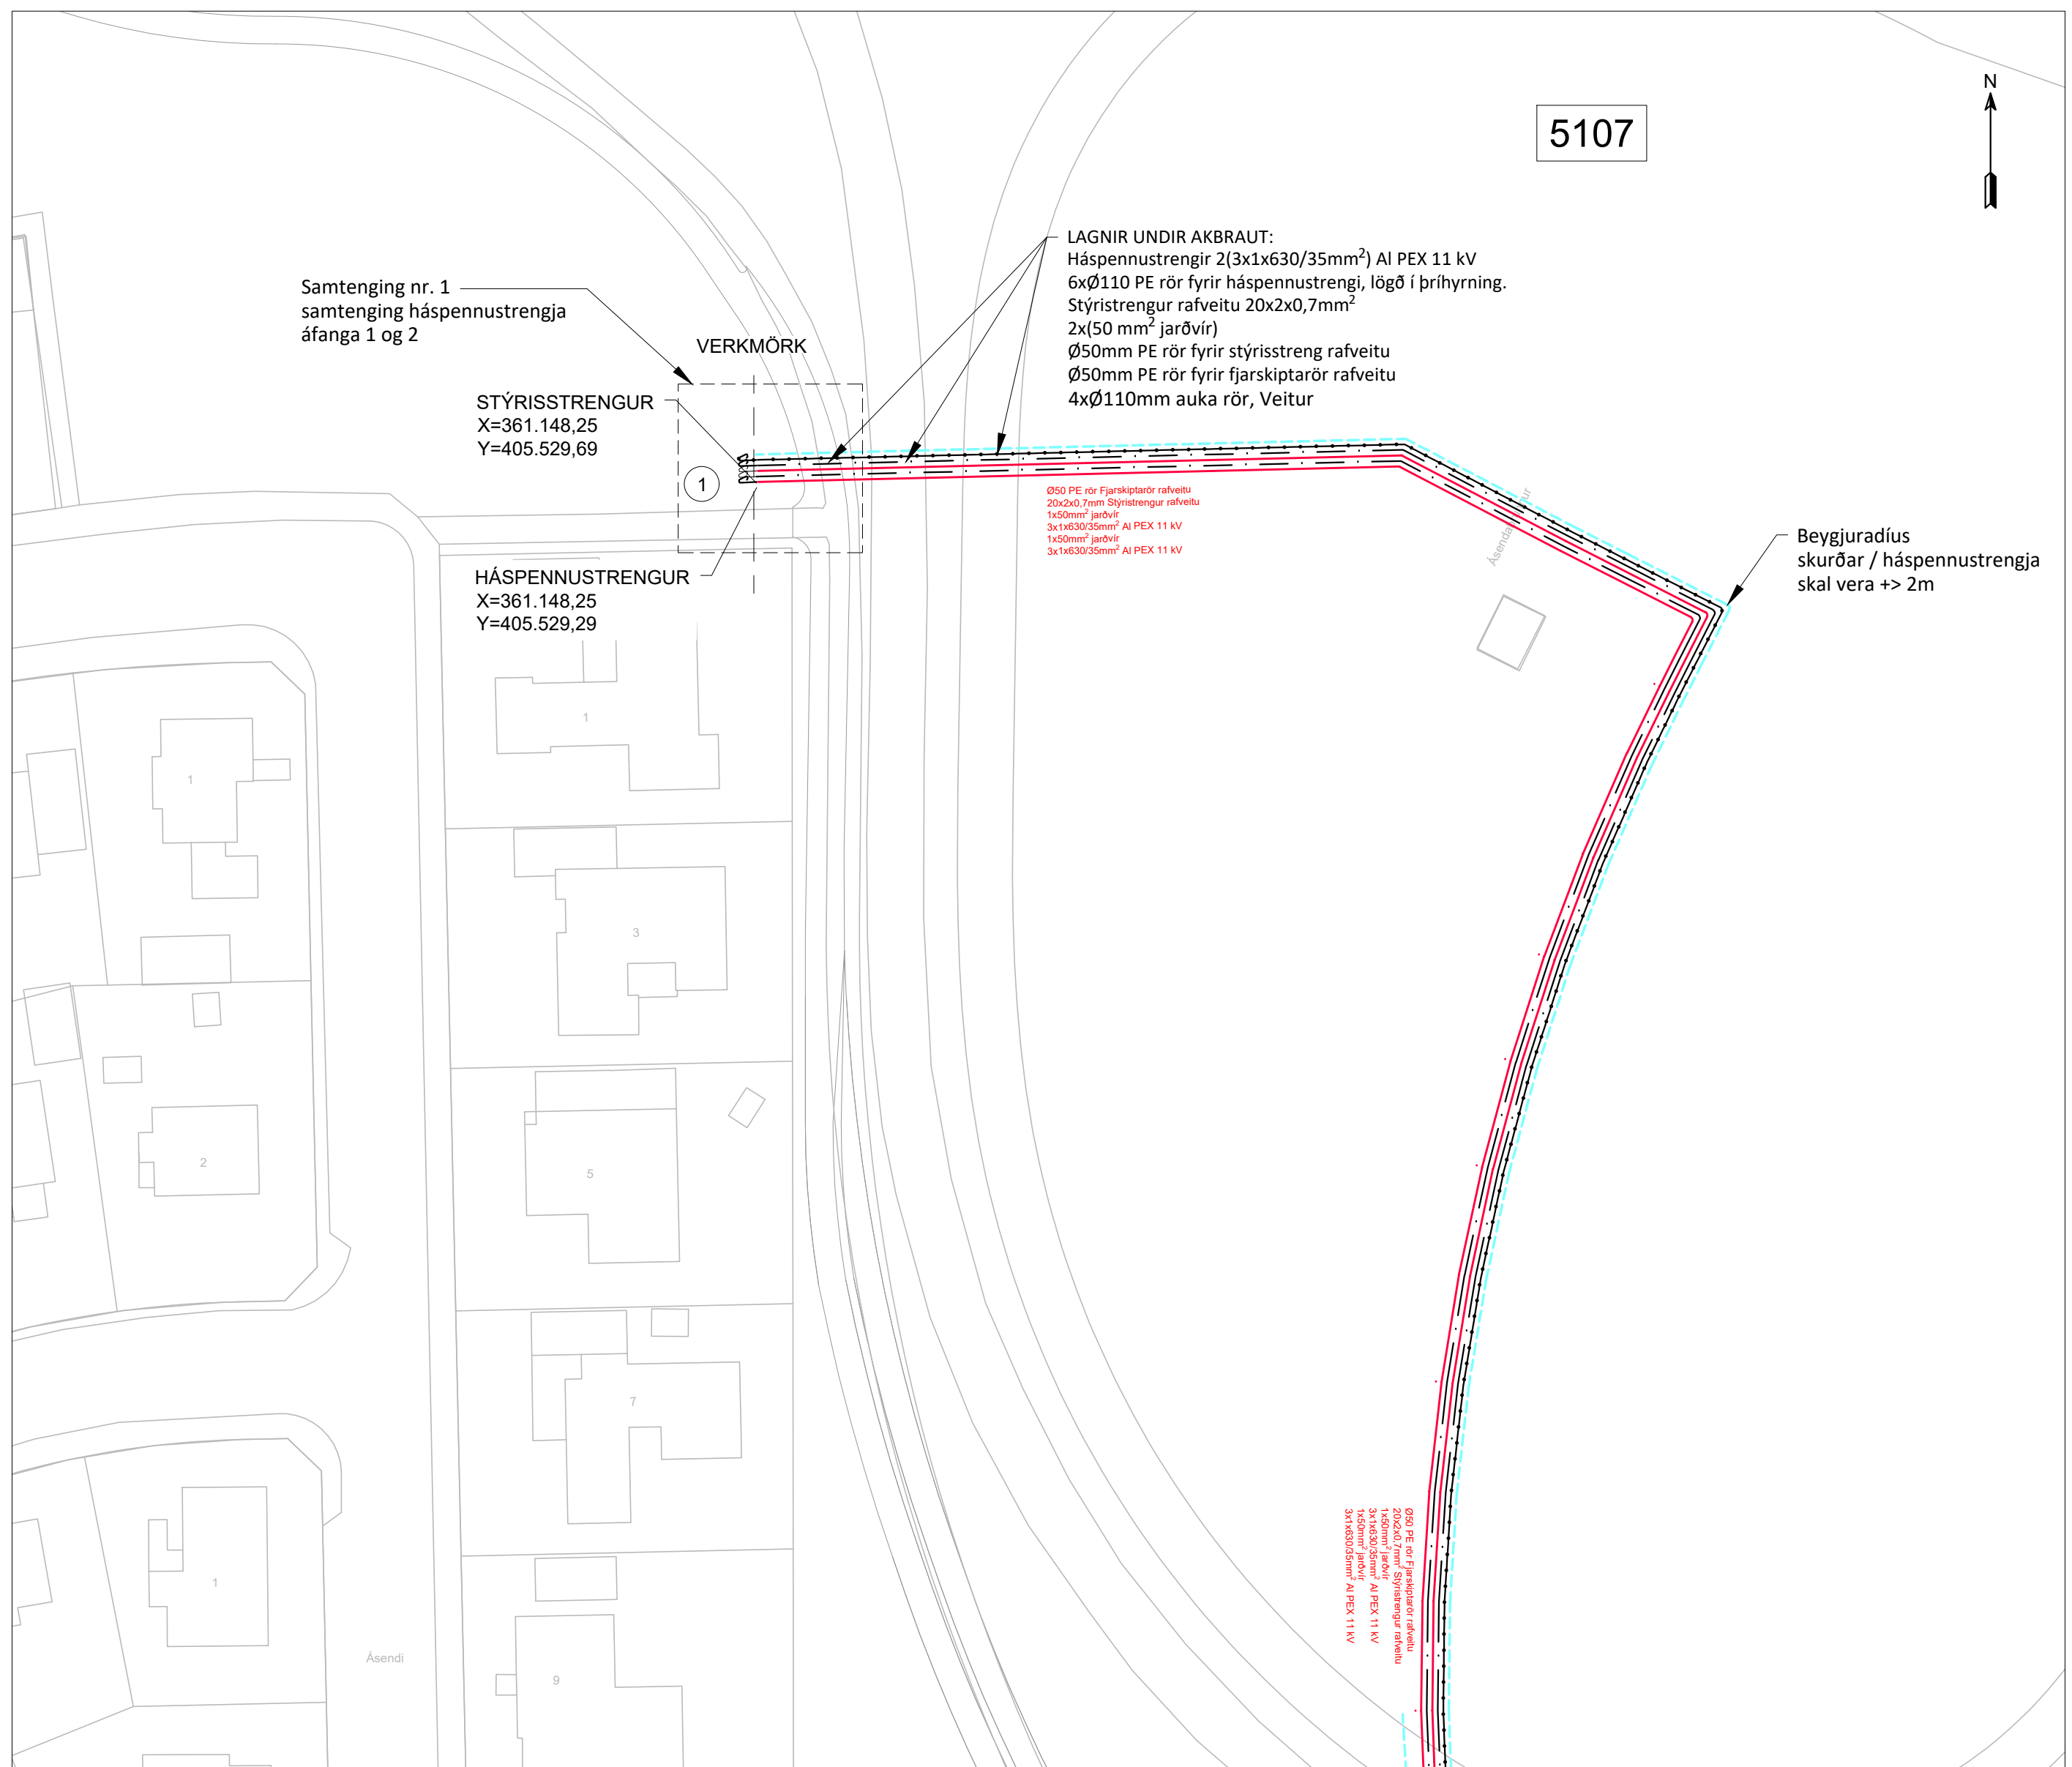 N
5107
LAGNIR UNDIR AKBRAUT:
Háspennustrengir 2(3x1x630/35mm²) Al PEX 11 kV
6xØ110 PE rör fyrir háspennustrengi, lögð í þríhyrning.
Stýristrengur rafveitu 20x2x0,7mm²
2x(50 mm² jarðvír)
Ø50mm PE rör fyrir stýrisstreng rafveitu
Ø50mm PE rör fyrir fjarskiptarör rafveitu
4xØ110mm auka rör, Veitur
Samtenging nr. 1
samtenging háspennustrengja
áfanga 1 og 2
VERKMÖRK
STÝRISSTRENGUR
X=361.148,25
Y=405.529,69
1
HÁSPENNUSTRENGUR
X=361.148,25
Y=405.529,29
Ø50 PE rör Fjarskiptarör rafveitu
20x2x0,7mm Stýristrengur rafveitu
1x50mm² jarðvír
3x1x630/35mm² Al PEX 11 kV
1x50mm² jarðvír
3x1x630/35mm² Al PEX 11 kV
Beygjuradíus
skurðar / háspennustrengja
skal vera +> 2m
1
1
3
2
5
7
1
9
Ásendi
Ø50 PE rör Fjarskiptarör rafveitu
20x2x0,7mm² Stýristrengur rafveitu
1x50mm² jarðvír
3x1x630/35mm² Al PEX 11 kV
1x50mm² jarðvír
3x1x630/35mm² Al PEX 11 kV